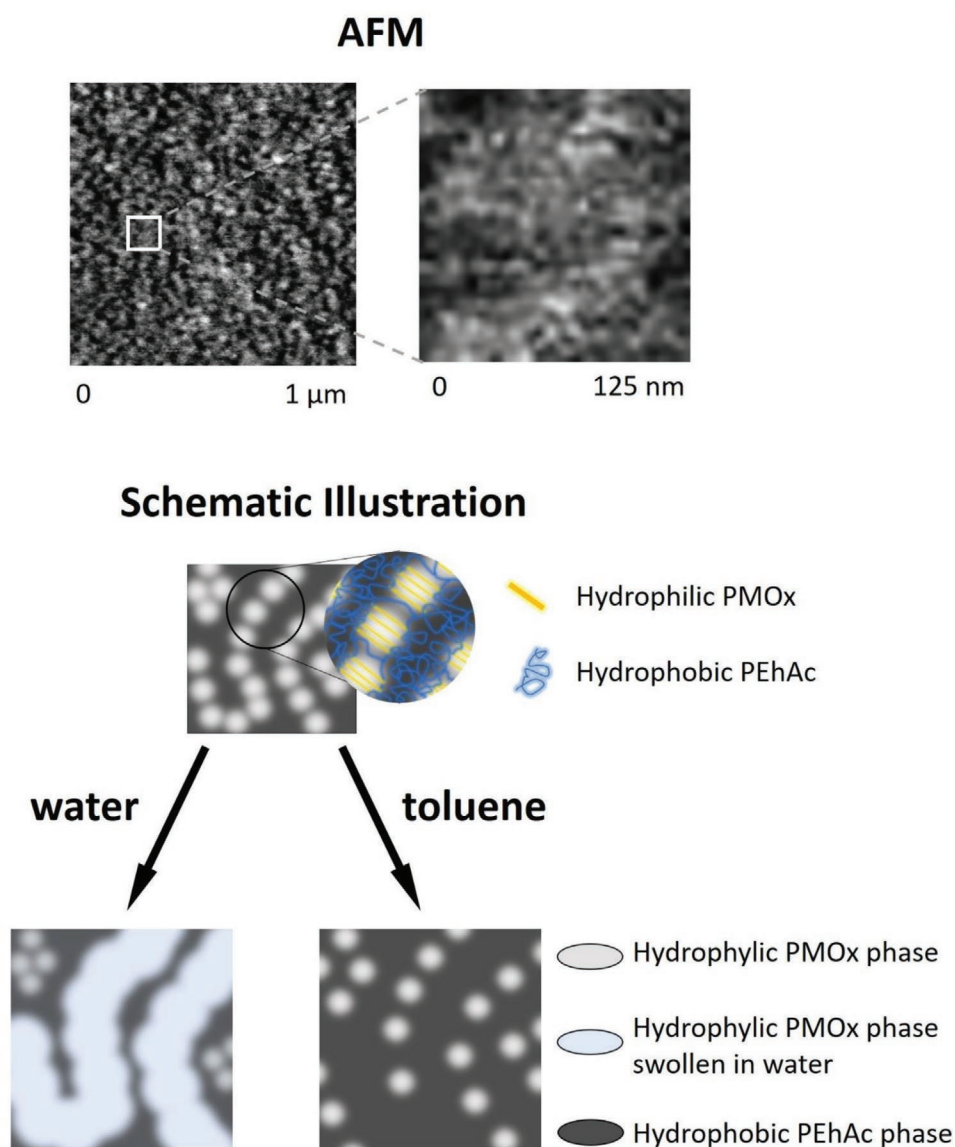 AFM
0 1 µm
0 125 nm
Schematic Illustration
Hydrophilic PMOx
Hydrophobic PEhAc
water
toluene
Hydrophylic PMOx phase
Hydrophylic PMOx phase
swollen in water
Hydrophobic PEhAc phase